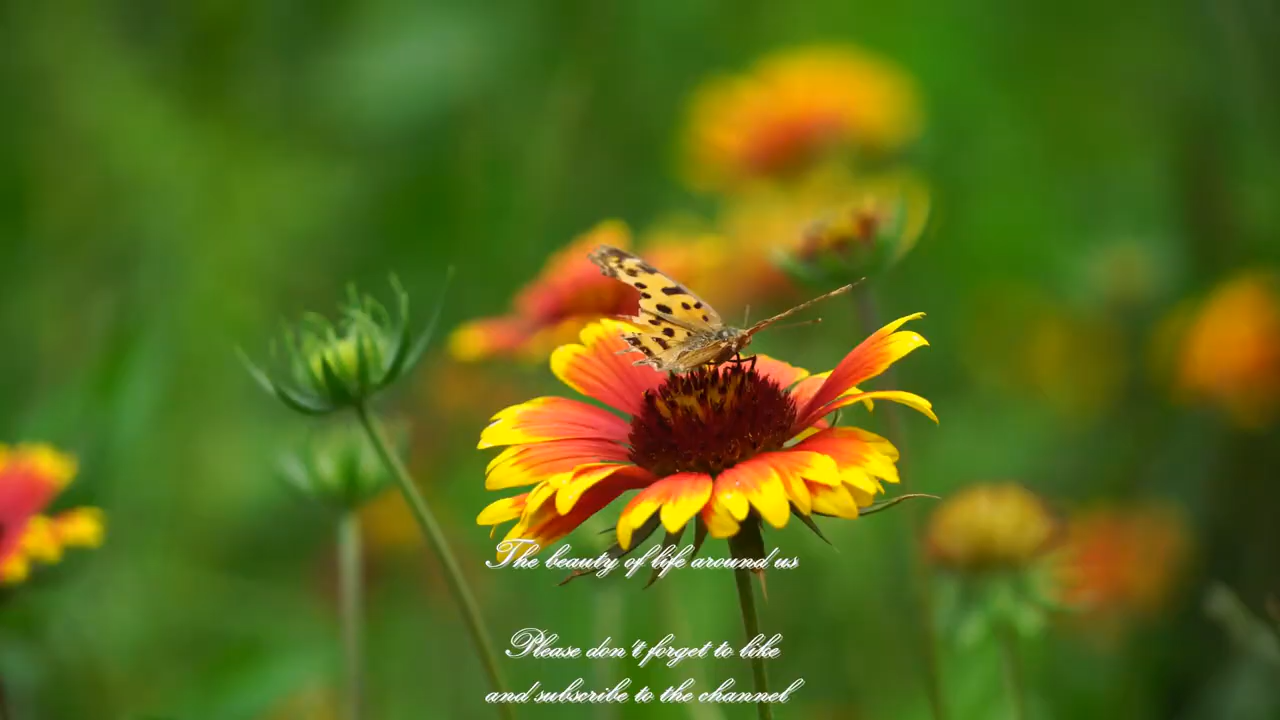 The beauty of life around us
Please don't forget to like
and subscribe to the channel